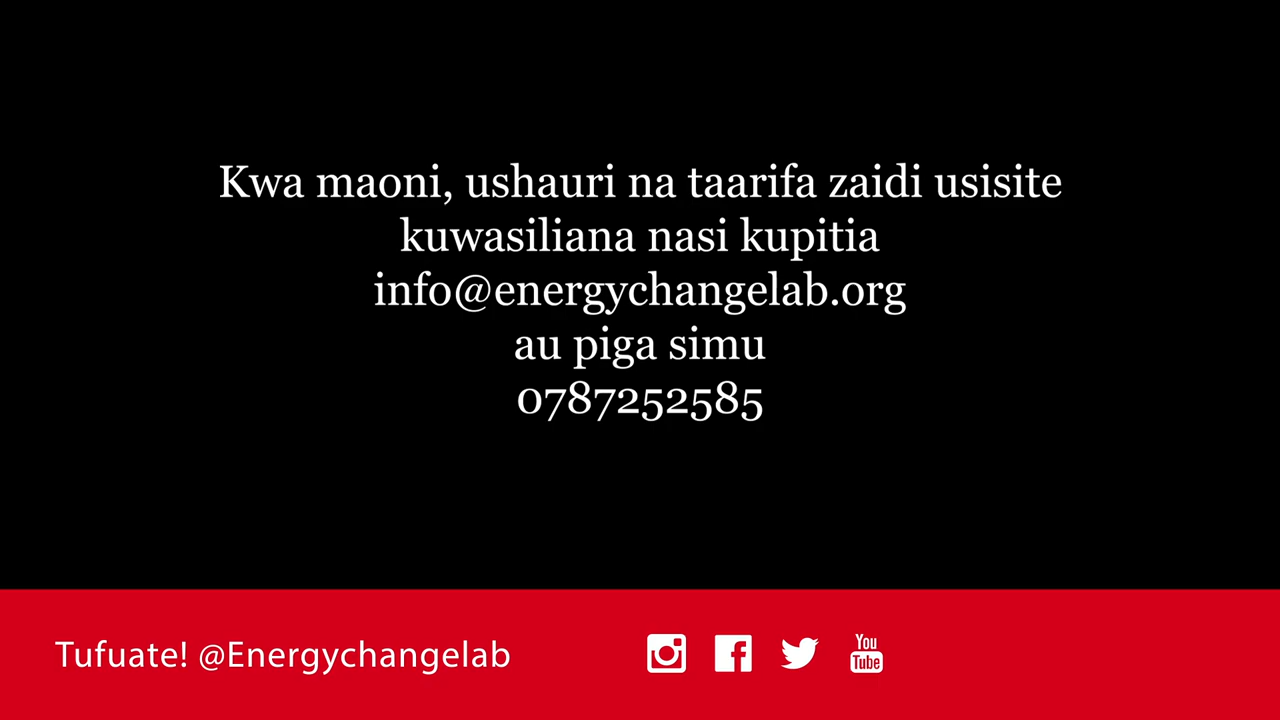 Kwa maoni, ushauri na taarifa zaidi usisite
kuwasiliana nasi kupitia
info@energychangelab.org
au piga simu
0787252585
Tufuate! @Energychangelab
You
Tube